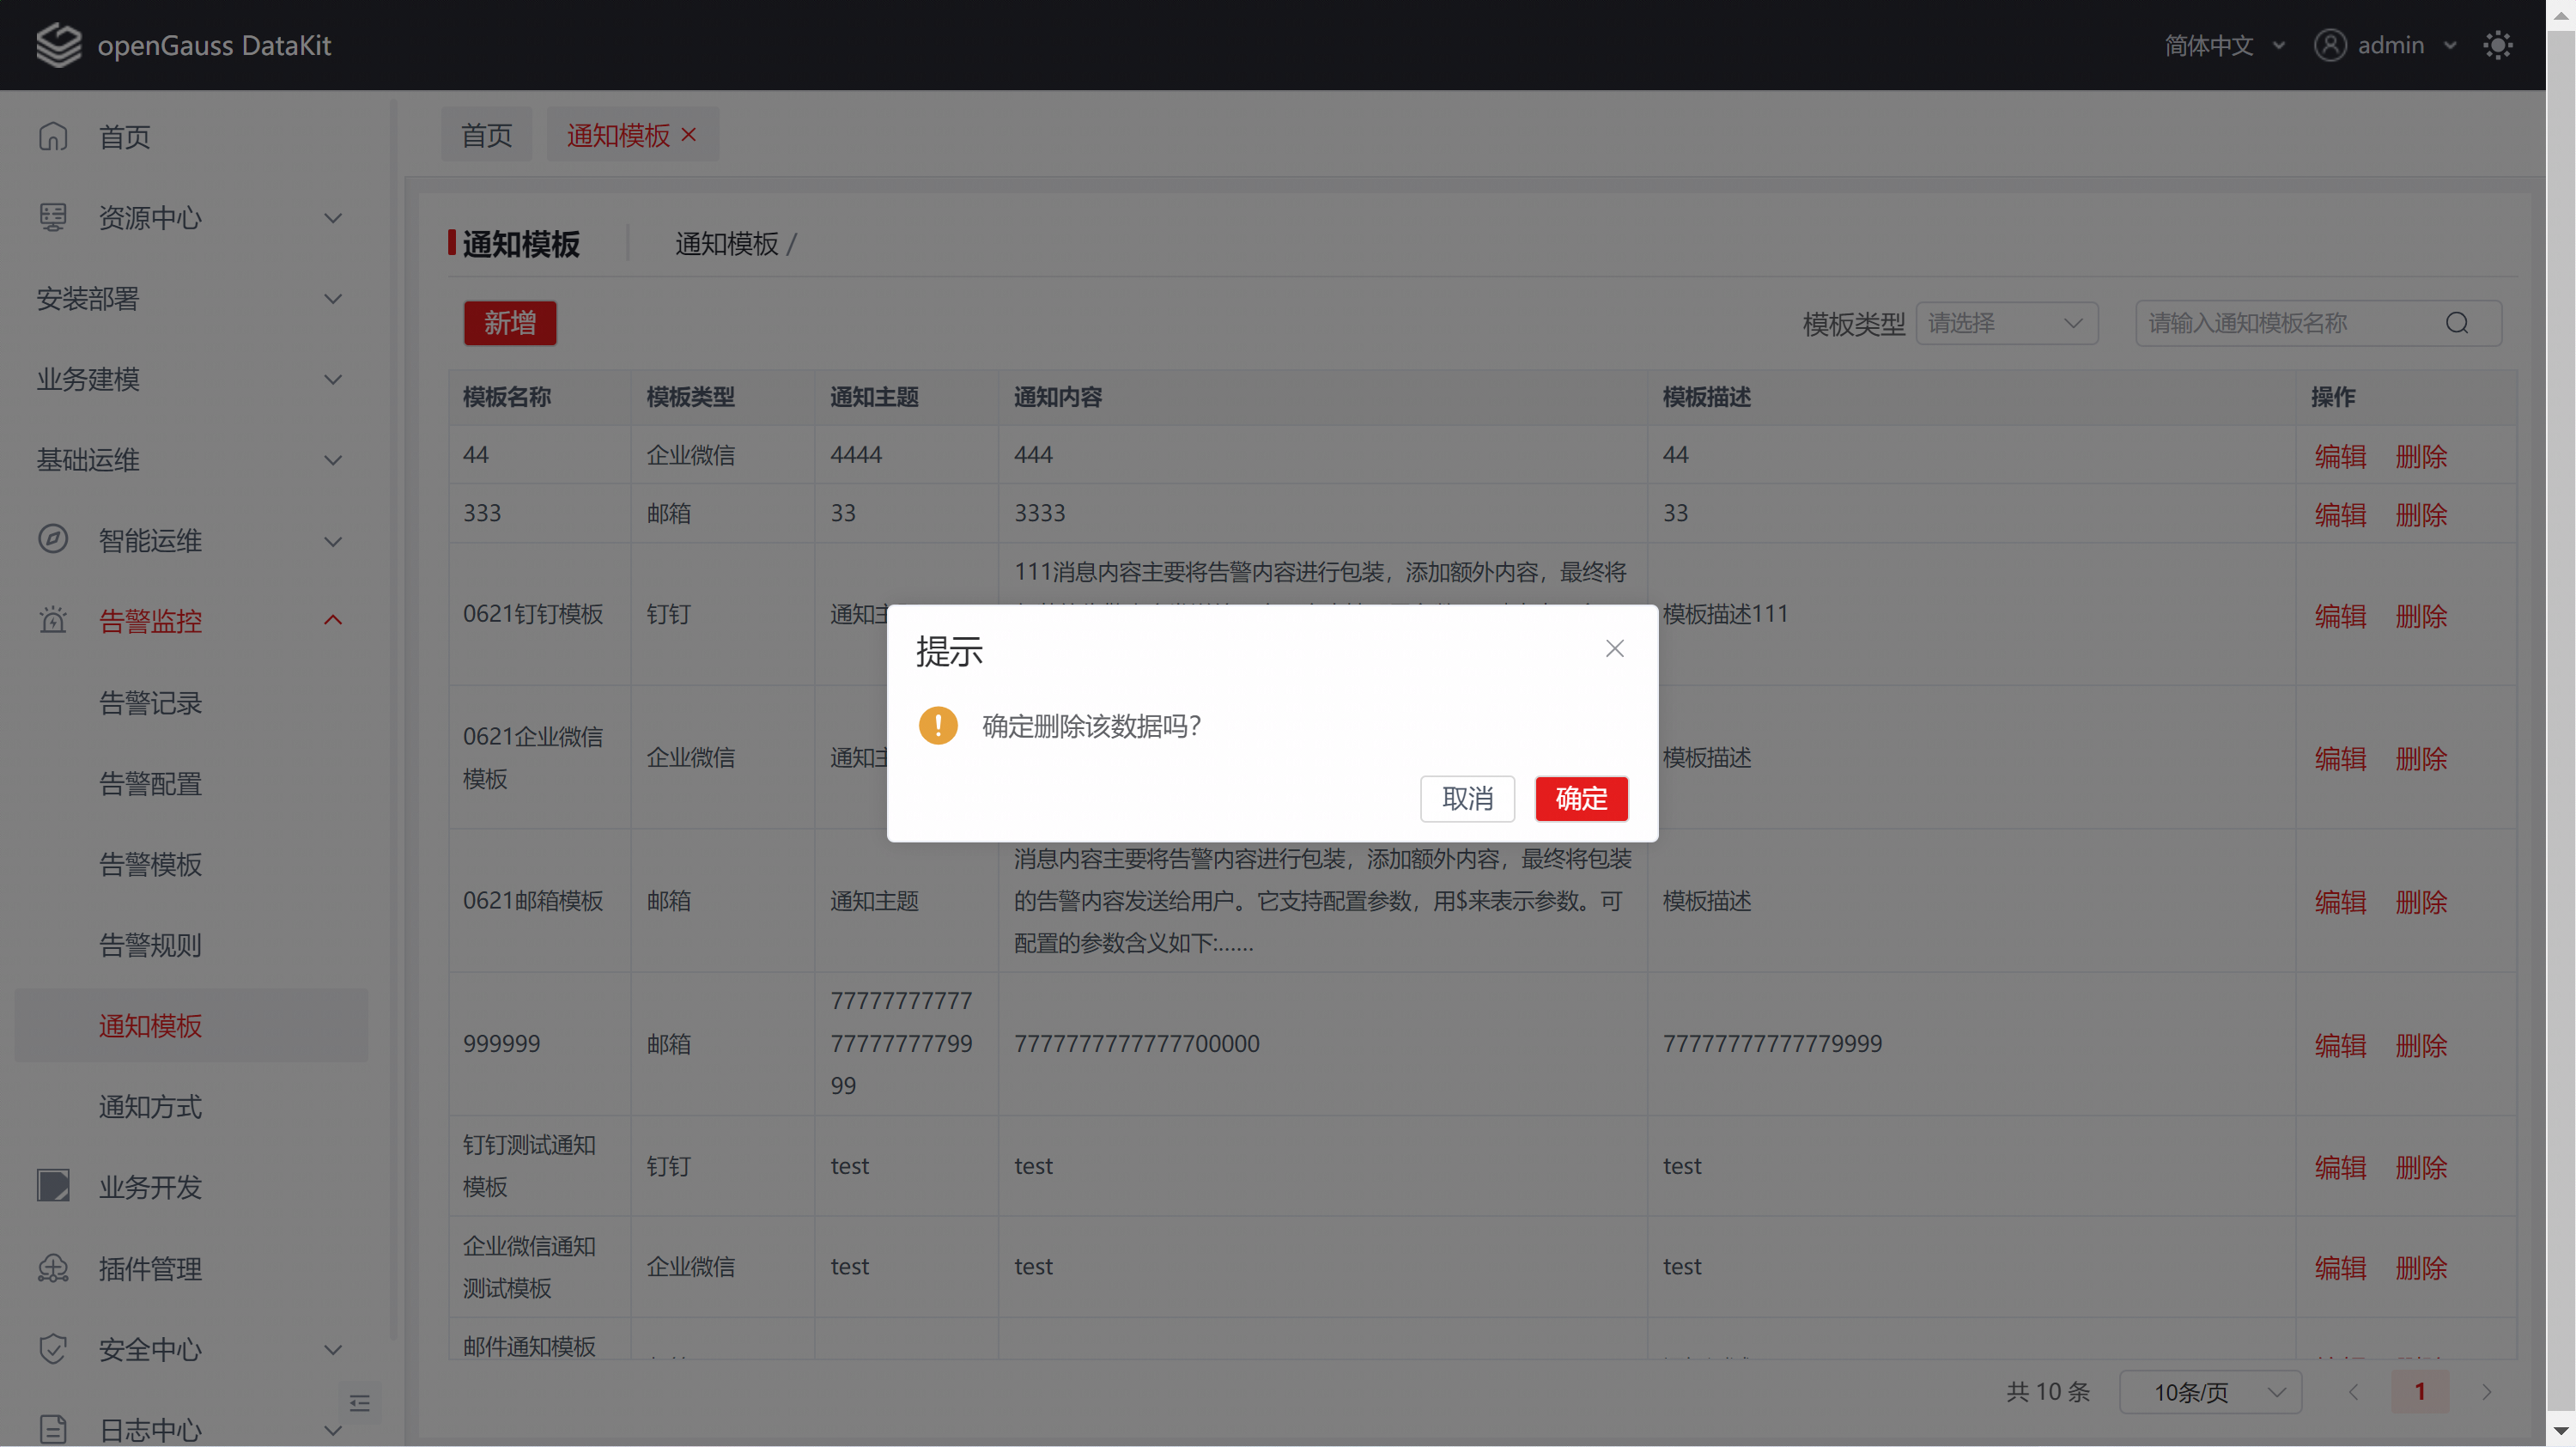 openGauss DataKit
简体中文
admin
首页
资源中心
安装部署
业务建模
基础运维
智能运维
告警监控
告警记录
告警配置
告警模板
告警规则
通知模板
通知方式
业务开发
插件管理
安全中心
日志中心
首页
通知模板
通知模板
通知模板 /
新增
模板类型
请选择
请输入通知模板名称
模板名称 模板类型 通知主题 通知内容 模板描述 操作
44 企业微信 4444 444 44 编辑 删除
333 邮箱 33 3333 33 编辑 删除
111消息内容主要将告警内容进行包装，添加额外内容，最终将
0621钉钉模板 钉钉 通知主 模板描述111 编辑 删除
0621企业微信
模板
企业微信 通知主 模板描述 编辑 删除
提示
确定删除该数据吗？
取消
确定
消息内容主要将告警内容进行包装，添加额外内容，最终将包装
0621邮箱模板 邮箱 通知主题 的告警内容发送给用户。它支持配置参数，用$来表示参数。可 模板描述 编辑 删除
配置的参数含义如下:......
77777777777
999999 邮箱 77777777799 7777777777777700000 77777777777779999 编辑 删除
99
钉钉测试通知
模板
钉钉 test test test 编辑 删除
企业微信通知
测试模板
企业微信 test test test 编辑 删除
邮件通知模板
共 10 条
10条/页
1